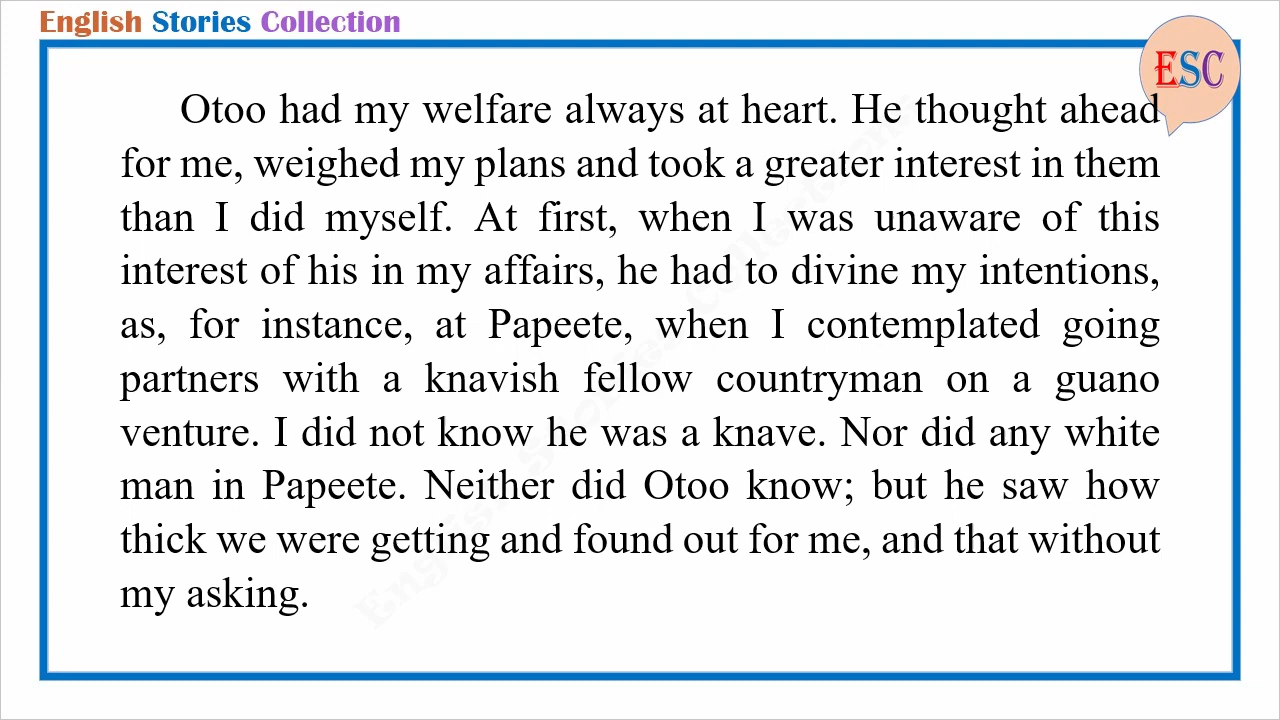 English Stories Collection
ESC
Otoo had my welfare always at heart. He thought ahead
for me, weighed my plans and took a greater interest in them
than I did myself. At first, when I was unaware of this
interest of his in my affairs, he had to divine my intentions,
as, for instance, at Papeete, when I contemplated going
partners with a knavish fellow countryman on a guano
venture. I did not know he was a knave. Nor did any white
man in Papeete. Neither did Otoo know; but he saw how
thick we were getting and found out for me, and that without
my asking.
English Stories Collection